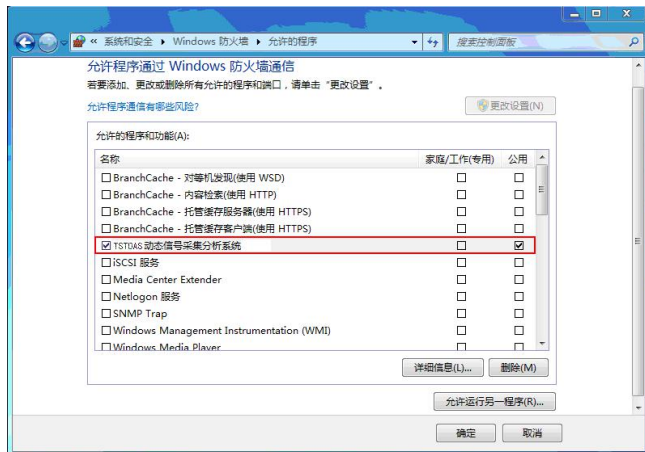 « 系统和安全 ▸ Windows 防火墙 ▸ 允许的程序
搜索控制面板
允许程序通过 Windows 防火墙通信
若要添加、更改或删除所有允许的程序和端口，请单击“更改设置”。
允许程序通信有哪些风险?
更改设置(N)
允许的程序和功能(A):
名称 家庭/工作(专用) 公用
BranchCache - 对等机发现(使用 WSD)
BranchCache - 内容检索(使用 HTTP)
BranchCache - 托管缓存服务器(使用 HTTPS)
BranchCache - 托管缓存客户端(使用 HTTPS)
TSTDAS动态信号采集分析系统
iSCSI 服务
Media Center Extender
Netlogon 服务
SNMP Trap
Windows Management Instrumentation (WMI)
Windows Media Player
详细信息(L)... 删除(M)
允许运行另一程序(R)...
确定 取消